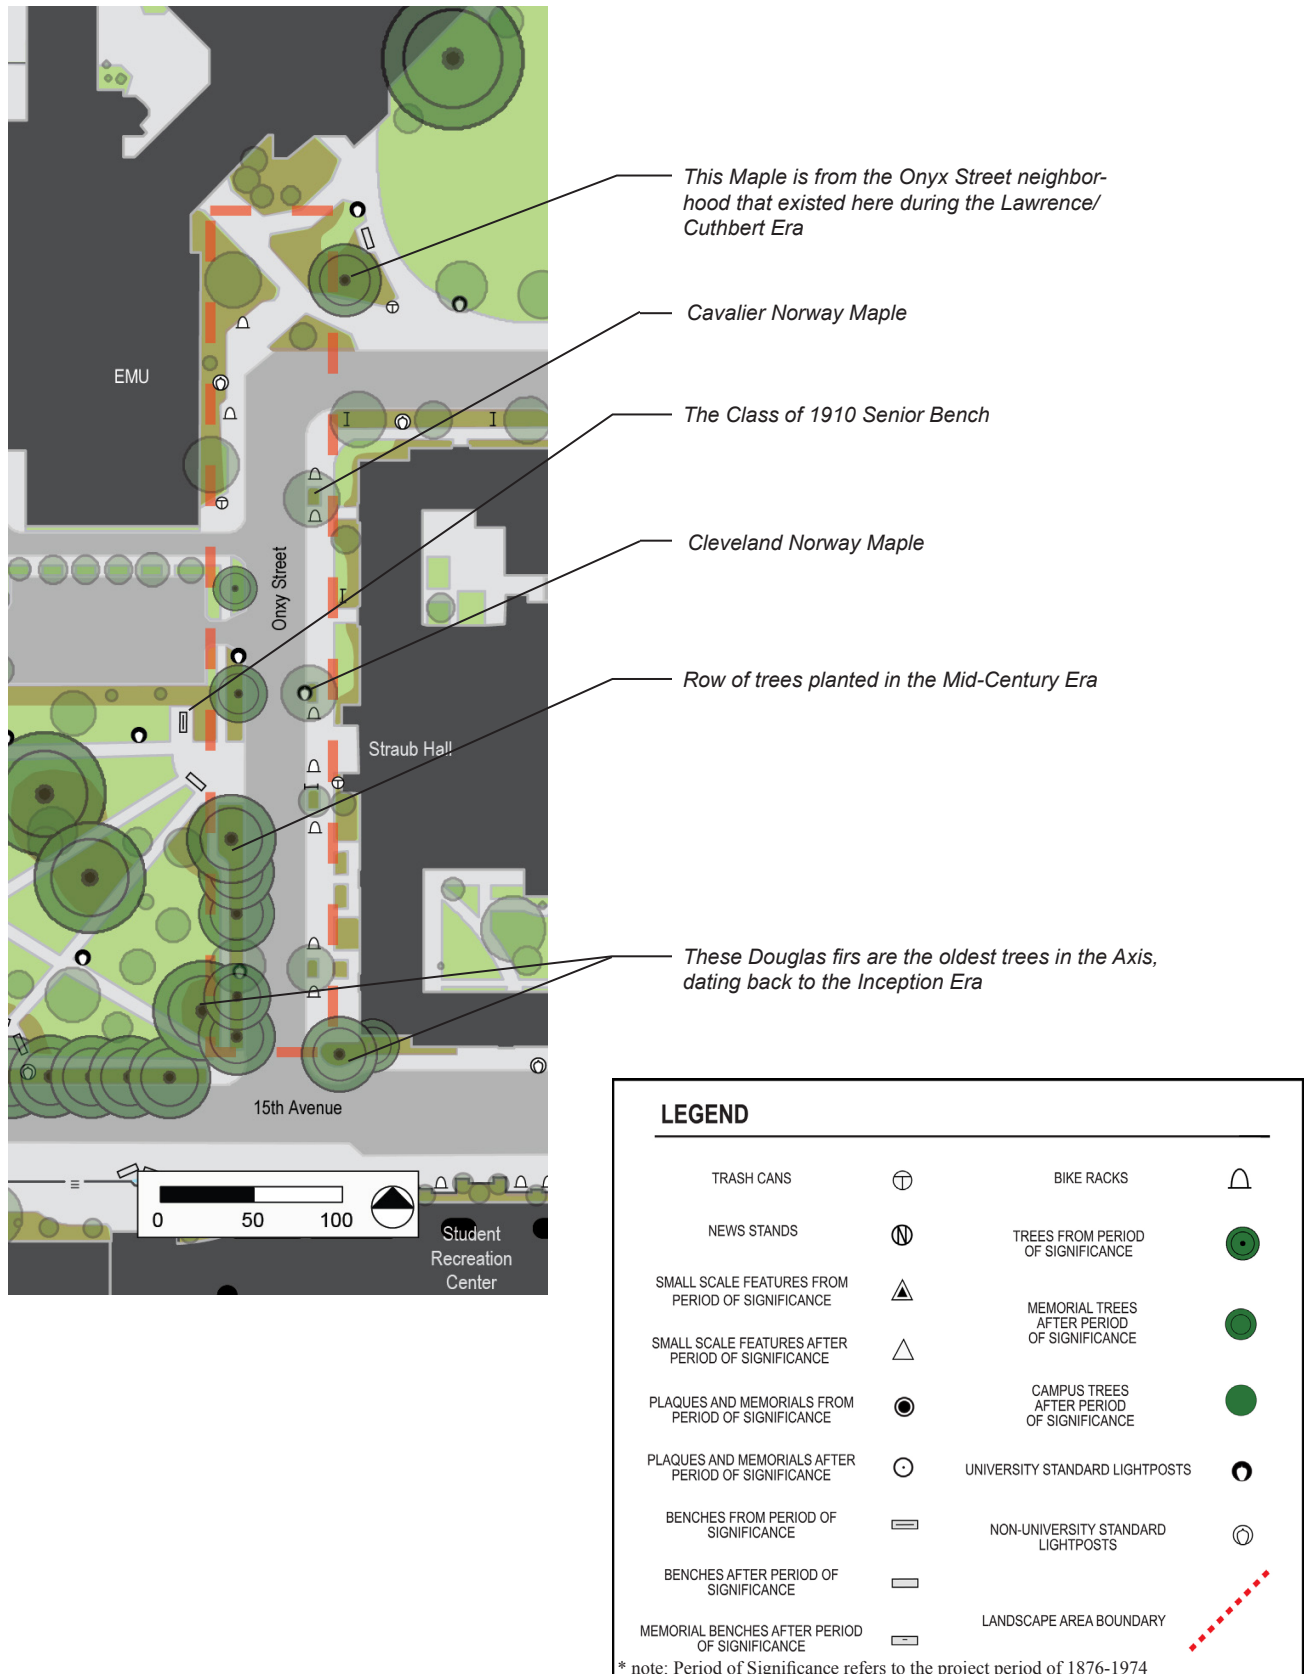 This Maple is from the Onyx Street neighbor-
hood that existed here during the Lawrence/
Cuthbert Era
Cavalier Norway Maple
EMU
The Class of 1910 Senior Bench
Cleveland Norway Maple
Onxy Street
Row of trees planted in the Mid-Century Era
Straub Hall
These Douglas firs are the oldest trees in the Axis,
dating back to the Inception Era
15th Avenue
0 50 100
Student
Recreation
Center
LEGEND
TRASH CANS
T
NEWS STANDS
N
SMALL SCALE FEATURES FROM
PERIOD OF SIGNIFICANCE
SMALL SCALE FEATURES AFTER
PERIOD OF SIGNIFICANCE
PLAQUES AND MEMORIALS FROM
PERIOD OF SIGNIFICANCE
PLAQUES AND MEMORIALS AFTER
PERIOD OF SIGNIFICANCE
BENCHES FROM PERIOD OF
SIGNIFICANCE
BENCHES AFTER PERIOD OF
SIGNIFICANCE
MEMORIAL BENCHES AFTER PERIOD
OF SIGNIFICANCE
BIKE RACKS
TREES FROM PERIOD
OF SIGNIFICANCE
MEMORIAL TREES
AFTER PERIOD
OF SIGNIFICANCE
CAMPUS TREES
AFTER PERIOD
OF SIGNIFICANCE
UNIVERSITY STANDARD LIGHTPOSTS
NON-UNIVERSITY STANDARD
LIGHTPOSTS
LANDSCAPE AREA BOUNDARY
* note: Period of Significance refers to the project period of 1876-1974